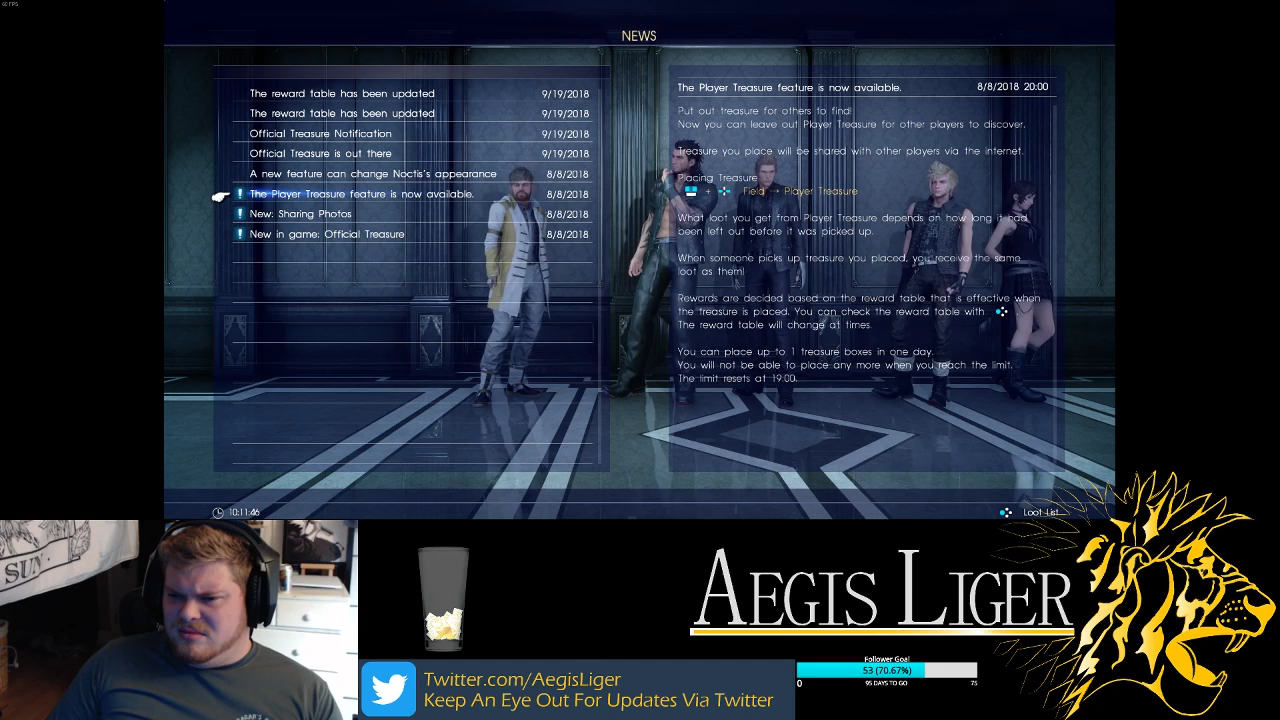 60 FPS
NEWS
The reward table has been updated 9/19/2018
The reward table has been updated 9/19/2018
Official Treasure Notification 9/19/2018
Official Treasure is out there 9/19/2018
A new feature can change Noctis's appearance 8/8/2018
The Player Treasure feature is now available. 8/8/2018
New: Sharing Photos 8/8/2018
New in game: Official Treasure 8/8/2018
The Player Treasure feature is now available. 8/8/2018 20:00
Put out treasure for others to find!
Now you can leave out Player Treasure for other players to discover.
Treasure you place will be shared with other players via the internet.
Placing Treasure
+ Field → Player Treasure
What loot you get from Player Treasure depends on how long it had
been left out before it was picked up.
When someone picks up treasure you placed, you receive the same
loot as them!
Rewards are decided based on the reward table that is effective when
the treasure is placed. You can check the reward table with
The reward table will change at times.
You can place up to 1 treasure boxes in one day.
You will not be able to place any more when you reach the limit.
The limit resets at 19:00.
10:11:46
Loot List
SUN
AEGIS LIGER
Twitter.com/AegisLiger
Keep An Eye Out For Updates Via Twitter
Follower Goal
53 (70.67%)
0 95 DAYS TO GO 75